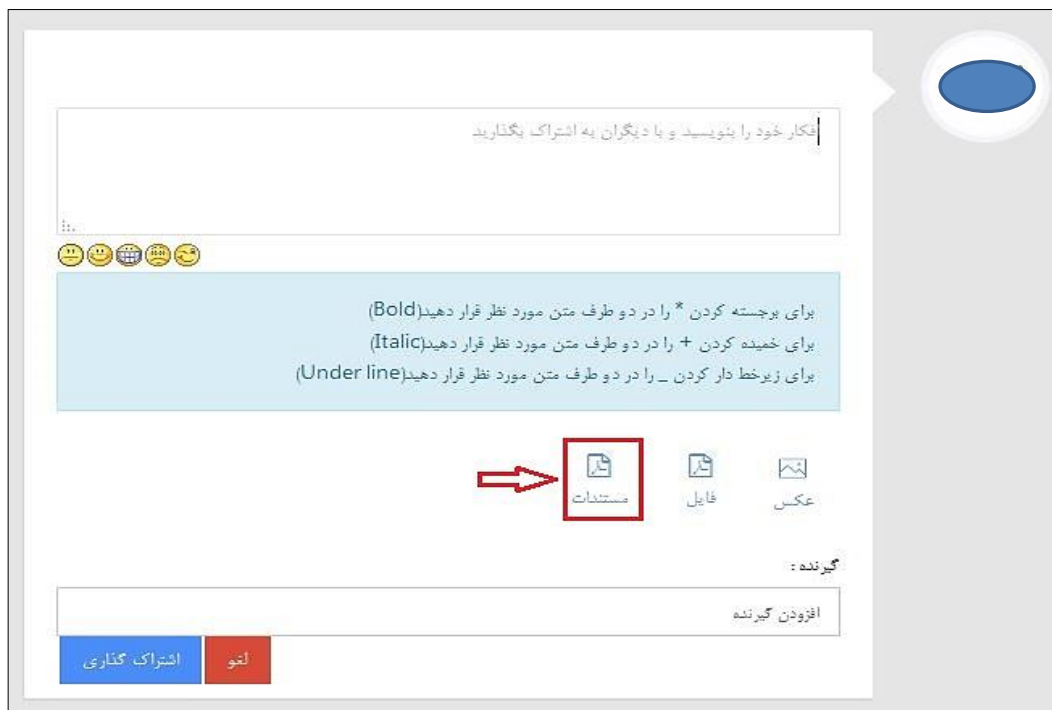 افکار خود را بنویسید و با دیگران به اشتراک بگذارید
برای برجسته کردن * را در دو طرف متن مورد نظر قرار دهید(Bold)
برای خمیده کردن + را در دو طرف متن مورد نظر قرار دهید(Italic)
برای زیرخط دار کردن _ را در دو طرف متن مورد نظر قرار دهید(Under line)
عکس فایل مستندات
گیرنده :
افزودن گیرنده
لغو اشتراک گذاری